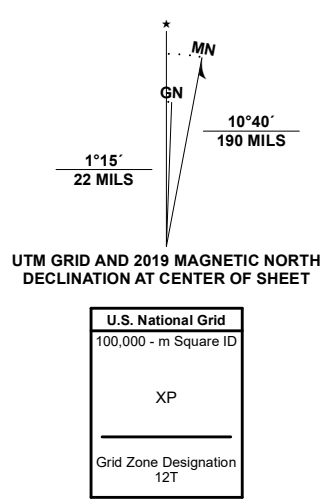 ★
MN
GN
10°40´
190 MILS
1°15´
22 MILS
UTM GRID AND 2019 MAGNETIC NORTH
DECLINATION AT CENTER OF SHEET
U.S. National Grid
100,000 - m Square ID
XP
Grid Zone Designation
12T